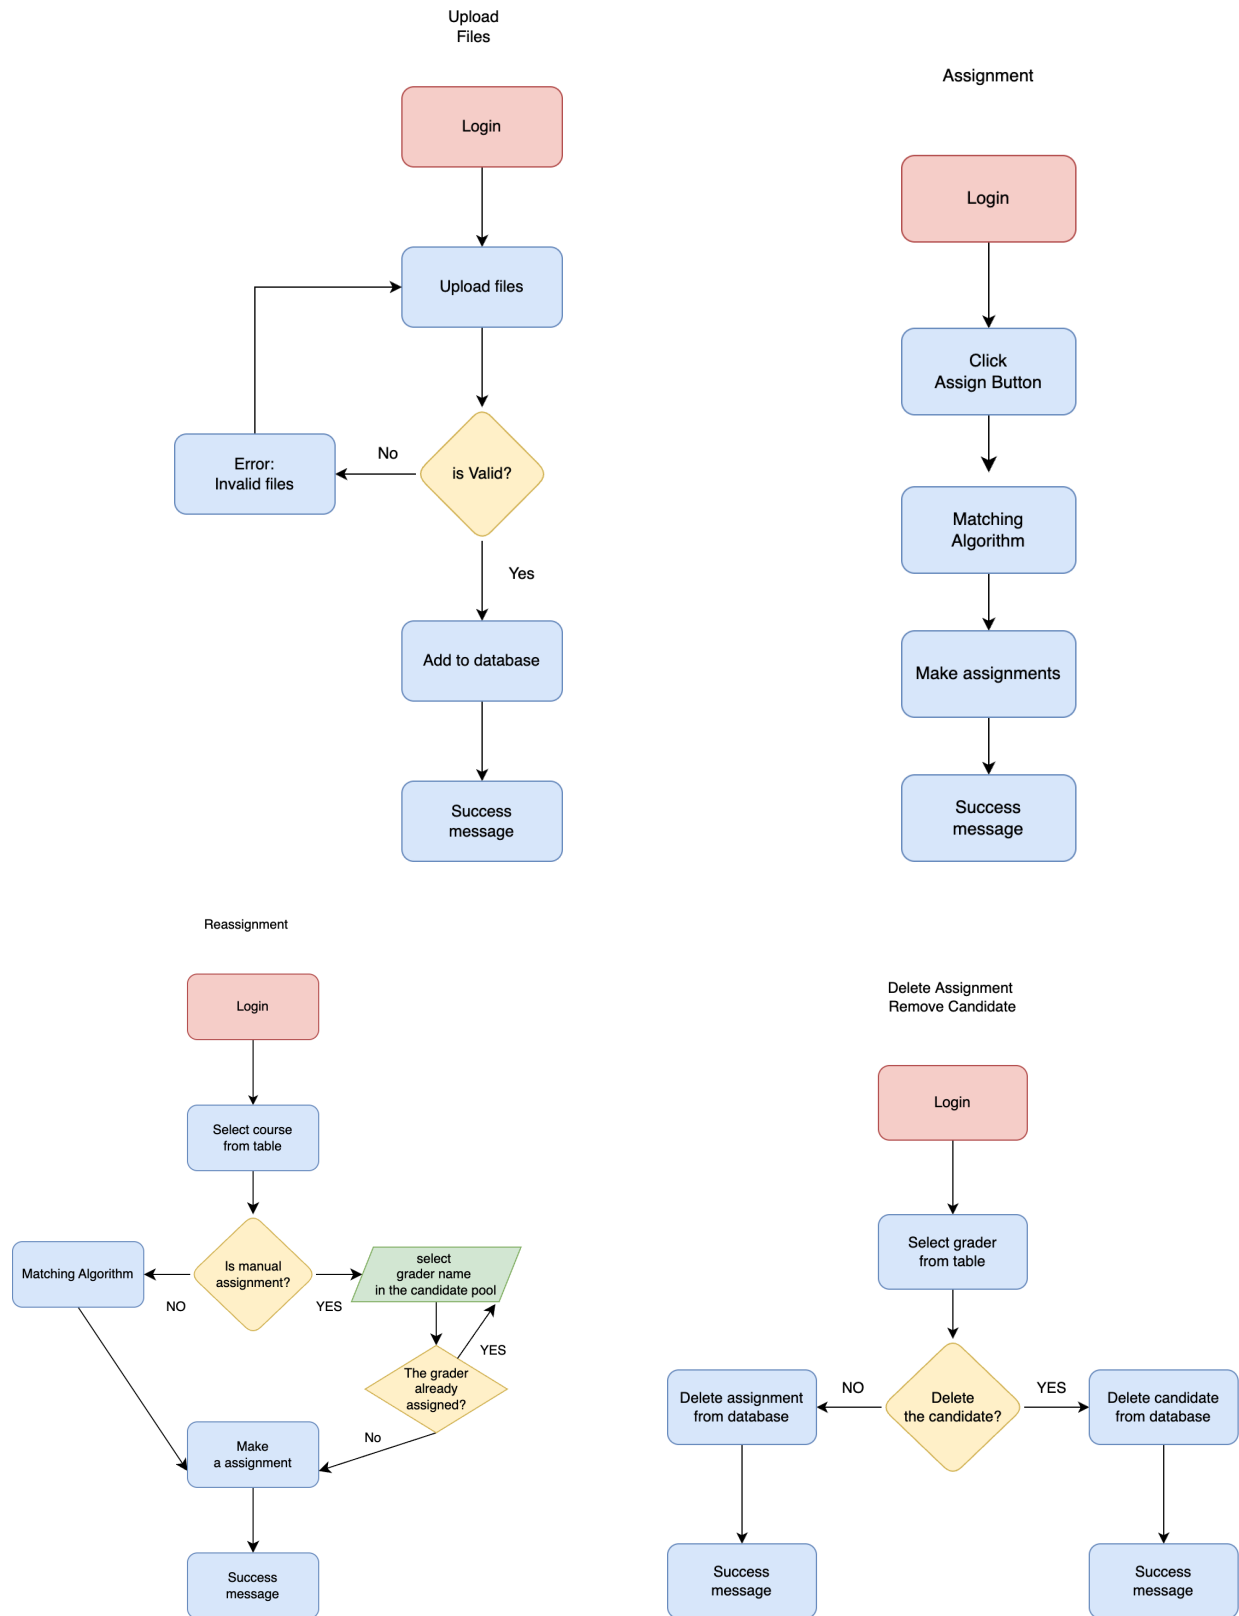 Upload
Files
Login
Upload files
is Valid?
No
Error:
Invalid files
Yes
Add to database
Success
message
Assignment
Login
Click
Assign Button
Matching
Algorithm
Make assignments
Success
message
Reassignment
Login
Select course
from table
Is manual
assignment?
NO
Matching Algorithm
YES
select
grader name
in the candidate pool
YES
The grader
already
assigned?
No
Make
a assignment
Success
message
Delete Assignment
Remove Candidate
Login
Select grader
from table
Delete
the candidate?
NO
Delete assignment
from database
Success
message
YES
Delete candidate
from database
Success
message